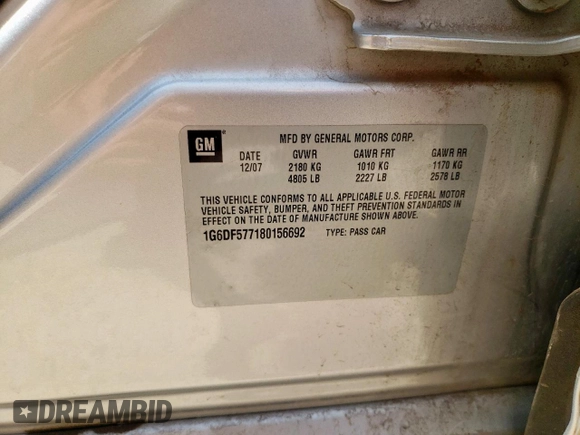 GM
MFD BY GENERAL MOTORS CORP.
DATE GVWR GAWR FRT GAWR RR
12/07 2180 KG 1010 KG 1170 KG
4805 LB 2227 LB 2578 LB
THIS VEHICLE CONFORMS TO ALL APPLICABLE U.S. FEDERAL MOTOR
VEHICLE SAFETY, BUMPER, AND THEFT PREVENTION STANDARDS IN
EFFECT ON THE DATE OF MANUFACTURE SHOWN ABOVE.
1G6DF577180156692 TYPE: PASS CAR
DREAMBID